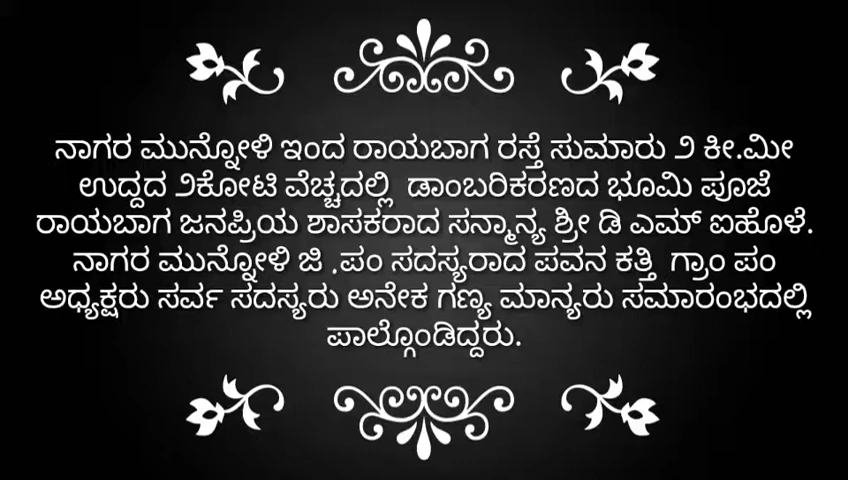 ನಾಗರ ಮುನ್ನೋಳಿ ಇಂದ ರಾಯಬಾಗ ರಸ್ತೆ ಸುಮಾರು ೨ ಕೀ.ಮೀ
ಉದ್ದದ ೨ಕೋಟಿ ವೆಚ್ಚದಲ್ಲಿ ಡಾಂಬರಿಕರಣದ ಭೂಮಿ ಪೂಜೆ
ರಾಯಬಾಗ ಜನಪ್ರಿಯ ಶಾಸಕರಾದ ಸನ್ಮಾನ್ಯ ಶ್ರೀ ಡಿ ಎಮ್ ಐಹೊಳೆ.
ನಾಗರ ಮುನ್ನೋಳಿ ಜಿ .ಪಂ ಸದಸ್ಯರಾದ ಪವನ ಕತ್ತಿ ಗ್ರಾಂ ಪಂ
ಅಧ್ಯಕ್ಷರು ಸರ್ವ ಸದಸ್ಯರು ಅನೇಕ ಗಣ್ಯ ಮಾನ್ಯರು ಸಮಾರಂಭದಲ್ಲಿ
ಪಾಲ್ಗೊಂಡಿದ್ದರು.